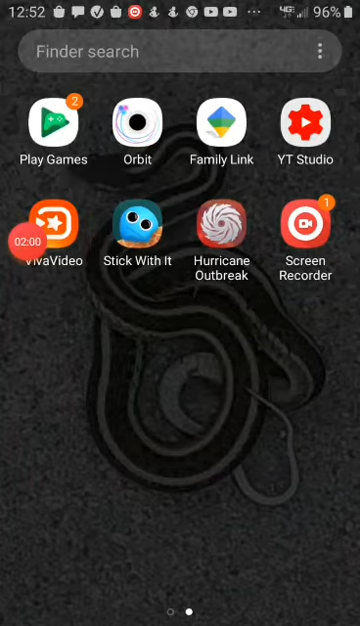 12:52 4GE 96%
Finder search
2
Play Games Orbit Family Link YT Studio
02:00 1
VivaVideo Stick With It Hurricane Outbreak Screen Recorder